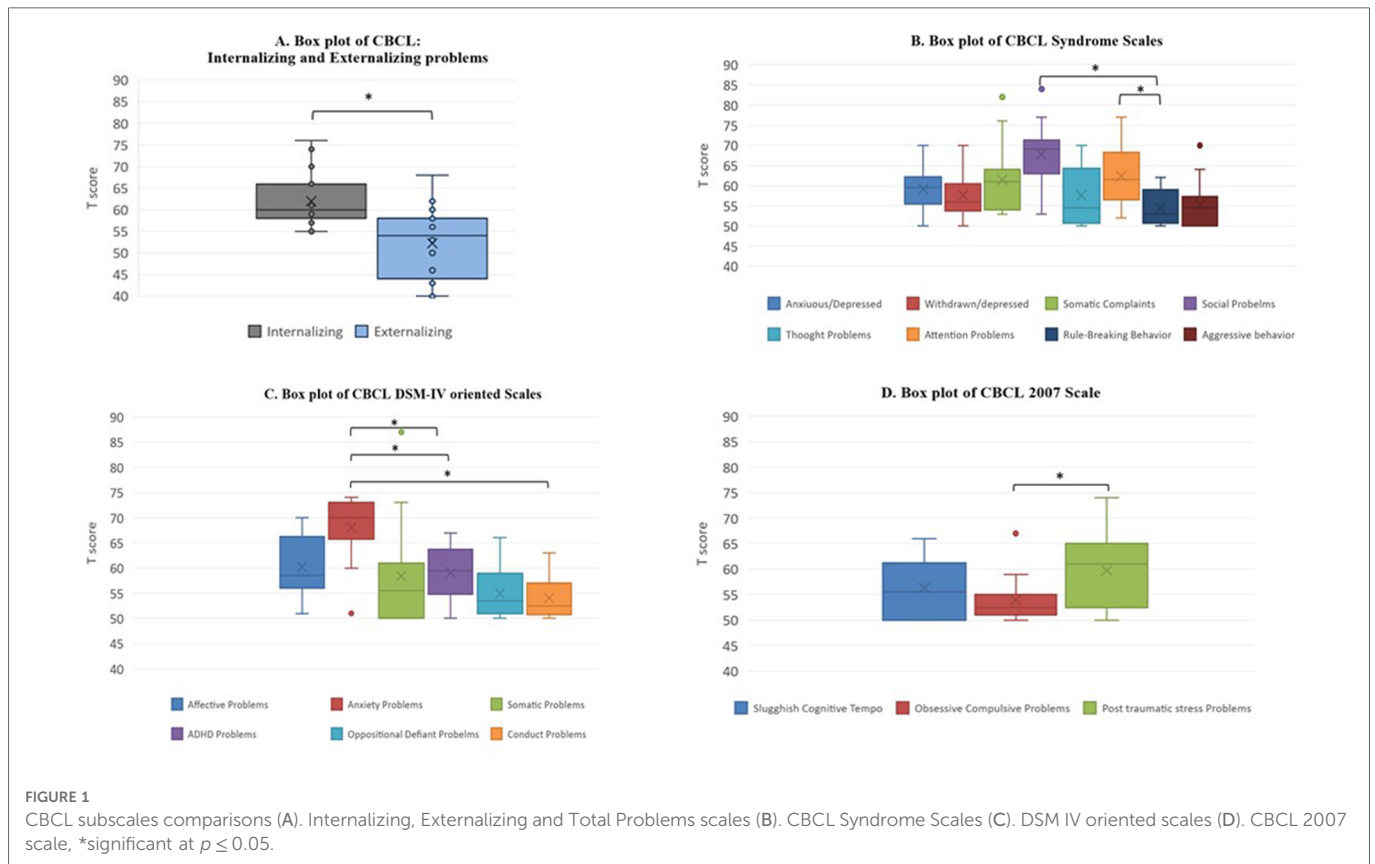 A. Box plot of CBCL:
Internalizing and Externalizing problems
90
85
80
75
70
65
60
55
50
45
40
T score
*
Internalizing Externalizing
B. Box plot of CBCL Syndrome Scales
90
85
80
75
70
65
60
55
50
45
40
T score
*
*
Anxiuous/Depressed Withdrawn/depressed Somatic Complaints Social Probelms
Thooght Problems Attention Problems Rule-Breaking Behavior Aggressive behavior
C. Box plot of CBCL DSM-IV oriented Scales
90
85
80
75
70
65
60
55
50
45
40
T score
*
*
*
Affective Problems Anxiety Problems Somatic Problems
ADHD Problems Oppositional Defiant Probelms Conduct Problems
D. Box plot of CBCL 2007 Scale
90
85
80
75
70
65
60
55
50
45
40
T score
*
Slugghish Cognitive Tempo Obsessive Compulsive Problems Post traumatic stress Problems
FIGURE 1
CBCL subscales comparisons (A). Internalizing, Externalizing and Total Problems scales (B). CBCL Syndrome Scales (C). DSM IV oriented scales (D). CBCL 2007
scale, *significant at p ≤ 0.05.